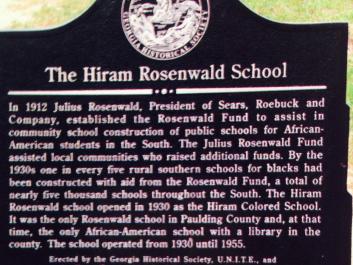 GEORGIA HISTORICAL SOCIETY
The Hiram Rosenwald School
In 1912 Julius Rosenwald, President of Sears, Roebuck and
Company, established the Rosenwald Fund to assist in
community school construction of public schools for African-
American students in the South. The Julius Rosenwald Fund
assisted local communities who raised additional funds. By the
1930s one in every five rural southern schools for blacks had
been constructed with aid from the Rosenwald Fund, a total of
nearly five thousand schools throughout the South. The Hiram
Rosenwald school opened in 1930 as the Hiram Colored School.
It was the only Rosenwald school in Paulding County and, at that
time, the only African-American school with a library in the
county. The school operated from 1930 until 1955.
Erected by the Georgia Historical Society, U.N.I.T.E., and